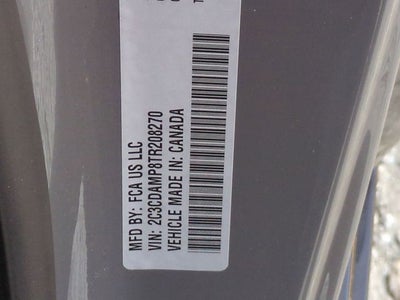 MFD BY: FCA US LLC
VIN: 2C3CDAMP8TR208270
VEHICLE MADE IN: CANADA